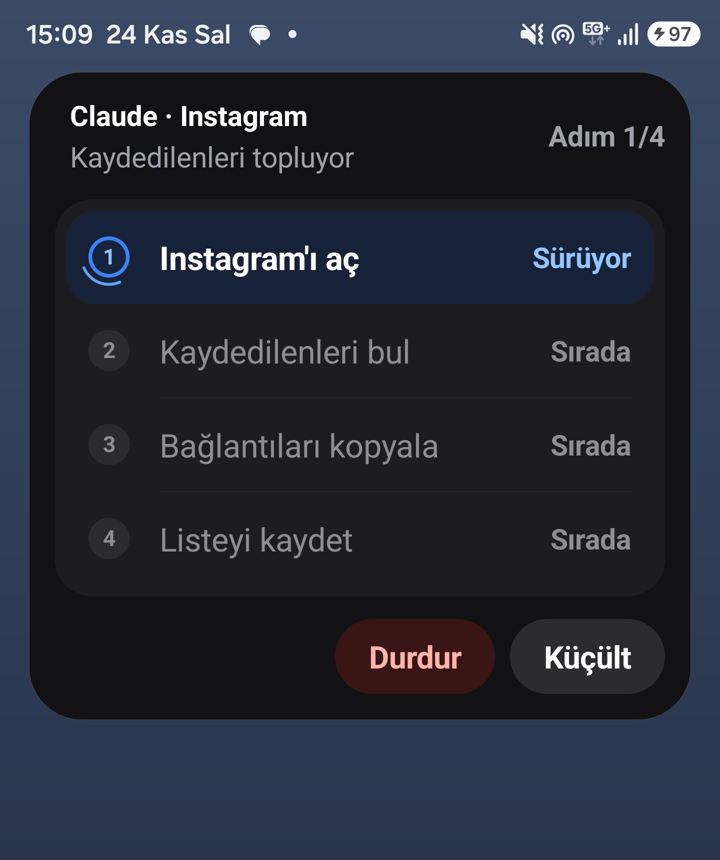 15:09 24 Kas Sal 5G+ 97
Claude · Instagram
Kaydedilenleri topluyor
Adım 1/4
1 Instagram'ı aç Sürüyor
2 Kaydedilenleri bul Sırada
3 Bağlantıları kopyala Sırada
4 Listeyi kaydet Sırada
Durdur Küçült